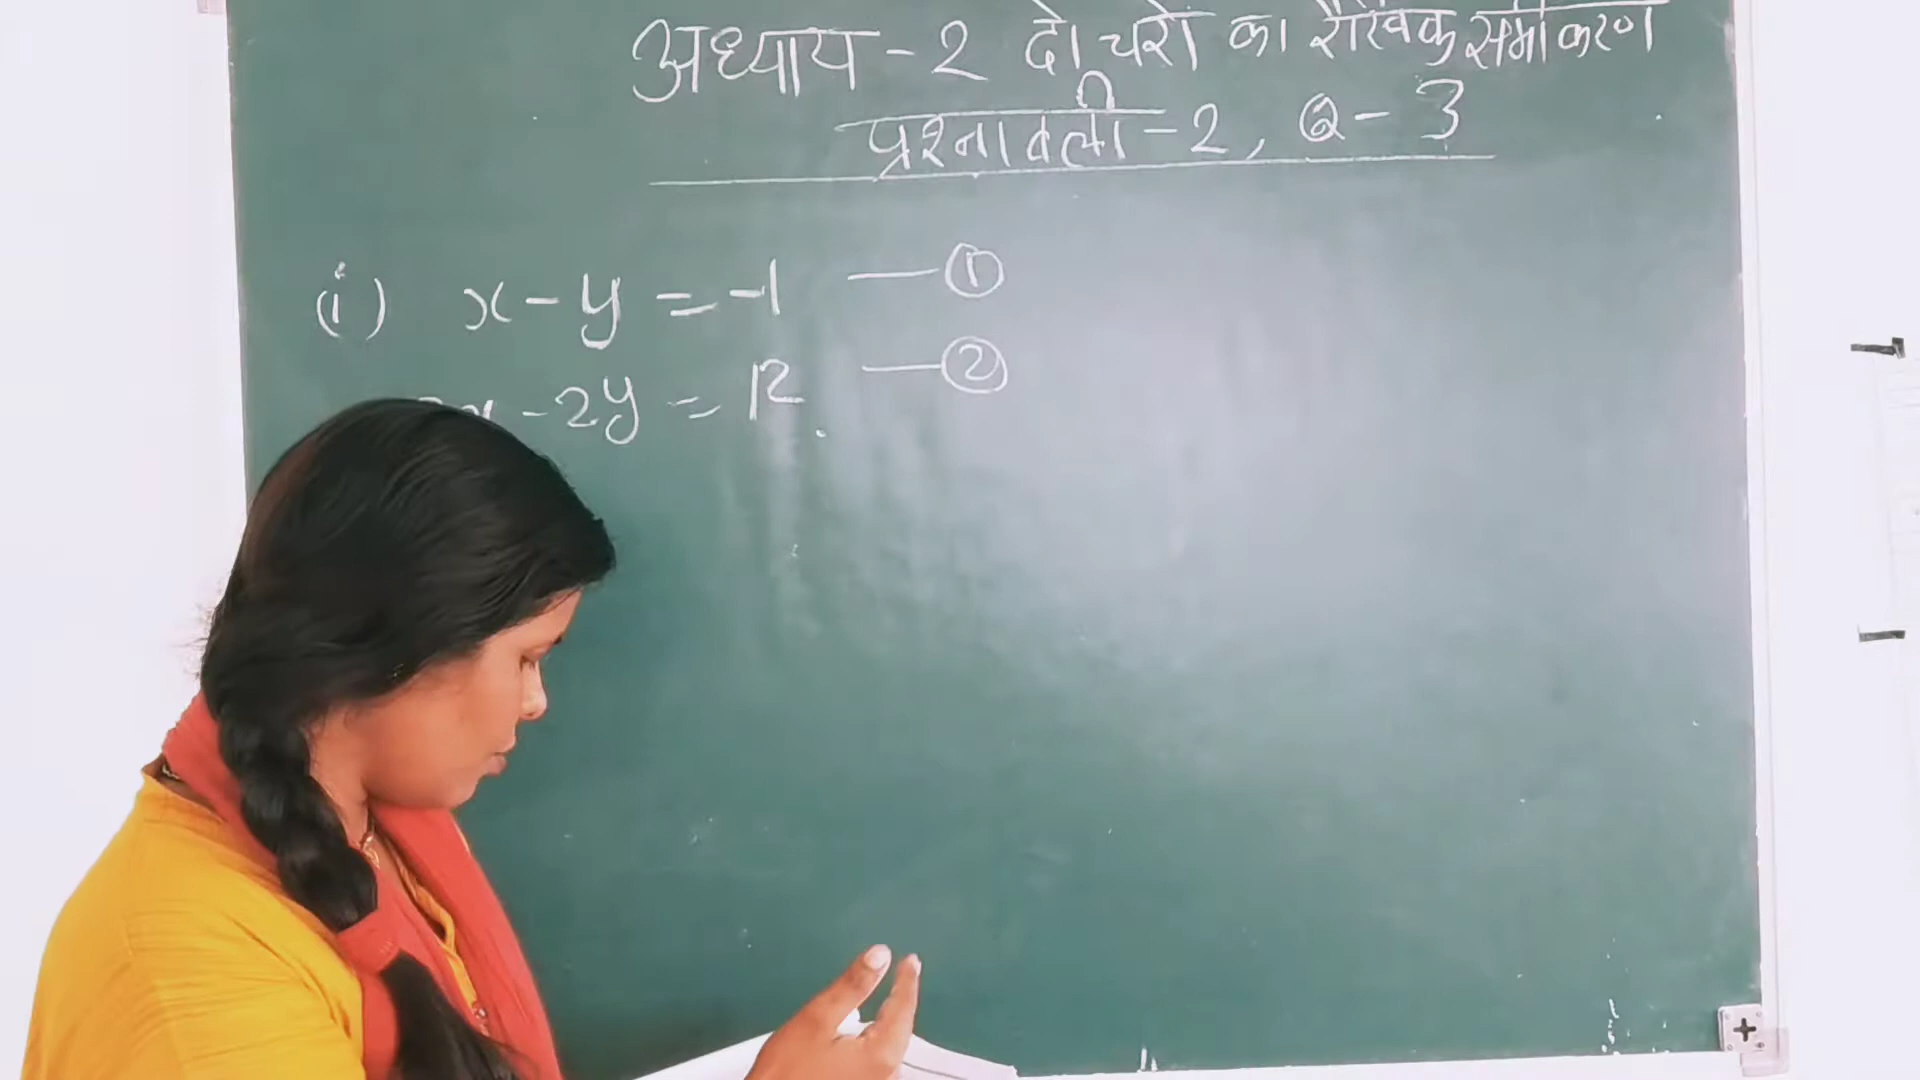 अध्याय - 2 दो चरों का रैखिक समीकरण
प्रश्नावली - 2, Q - 3
(i) x - y = -1 — ①
x - 2y = 12 — ②